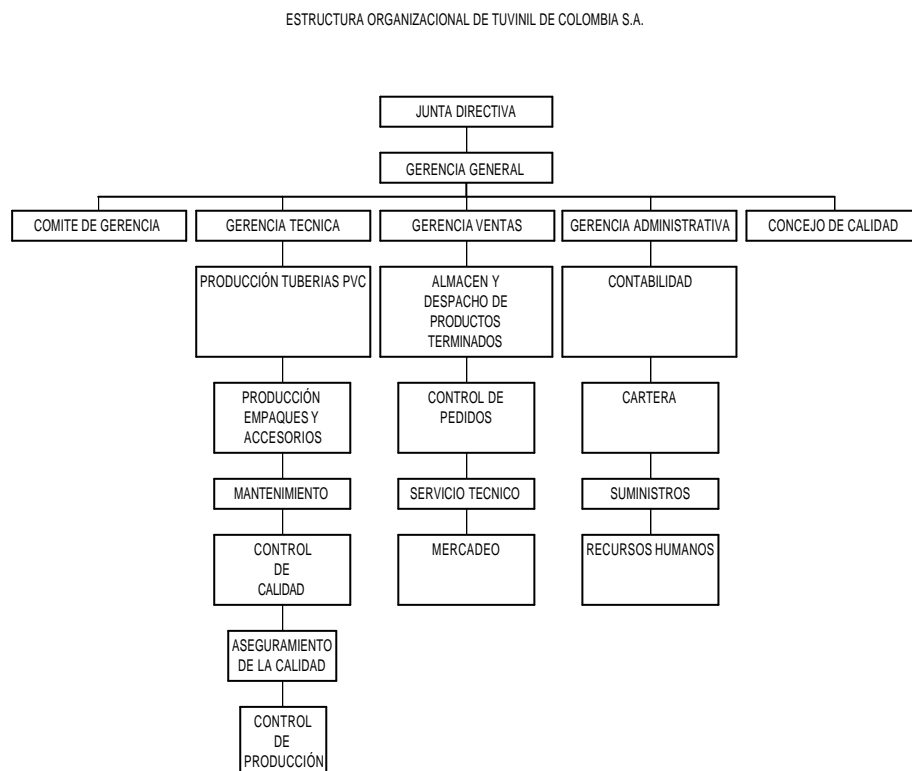 ESTRUCTURA ORGANIZACIONAL DE TUVINIL DE COLOMBIA S.A.
JUNTA DIRECTIVA
GERENCIA GENERAL
COMITE DE GERENCIA
GERENCIA TECNICA
GERENCIA VENTAS
GERENCIA ADMINISTRATIVA
CONCEJO DE CALIDAD
PRODUCCIÓN TUBERIAS PVC
ALMACEN Y
DESPACHO DE
PRODUCTOS
TERMINADOS
CONTABILIDAD
PRODUCCIÓN
EMPAQUES Y
ACCESORIOS
CONTROL DE
PEDIDOS
CARTERA
MANTENIMIENTO
SERVICIO TECNICO
SUMINISTROS
CONTROL
DE
CALIDAD
MERCADEO
RECURSOS HUMANOS
ASEGURAMIENTO
DE LA CALIDAD
CONTROL
DE
PRODUCCIÓN